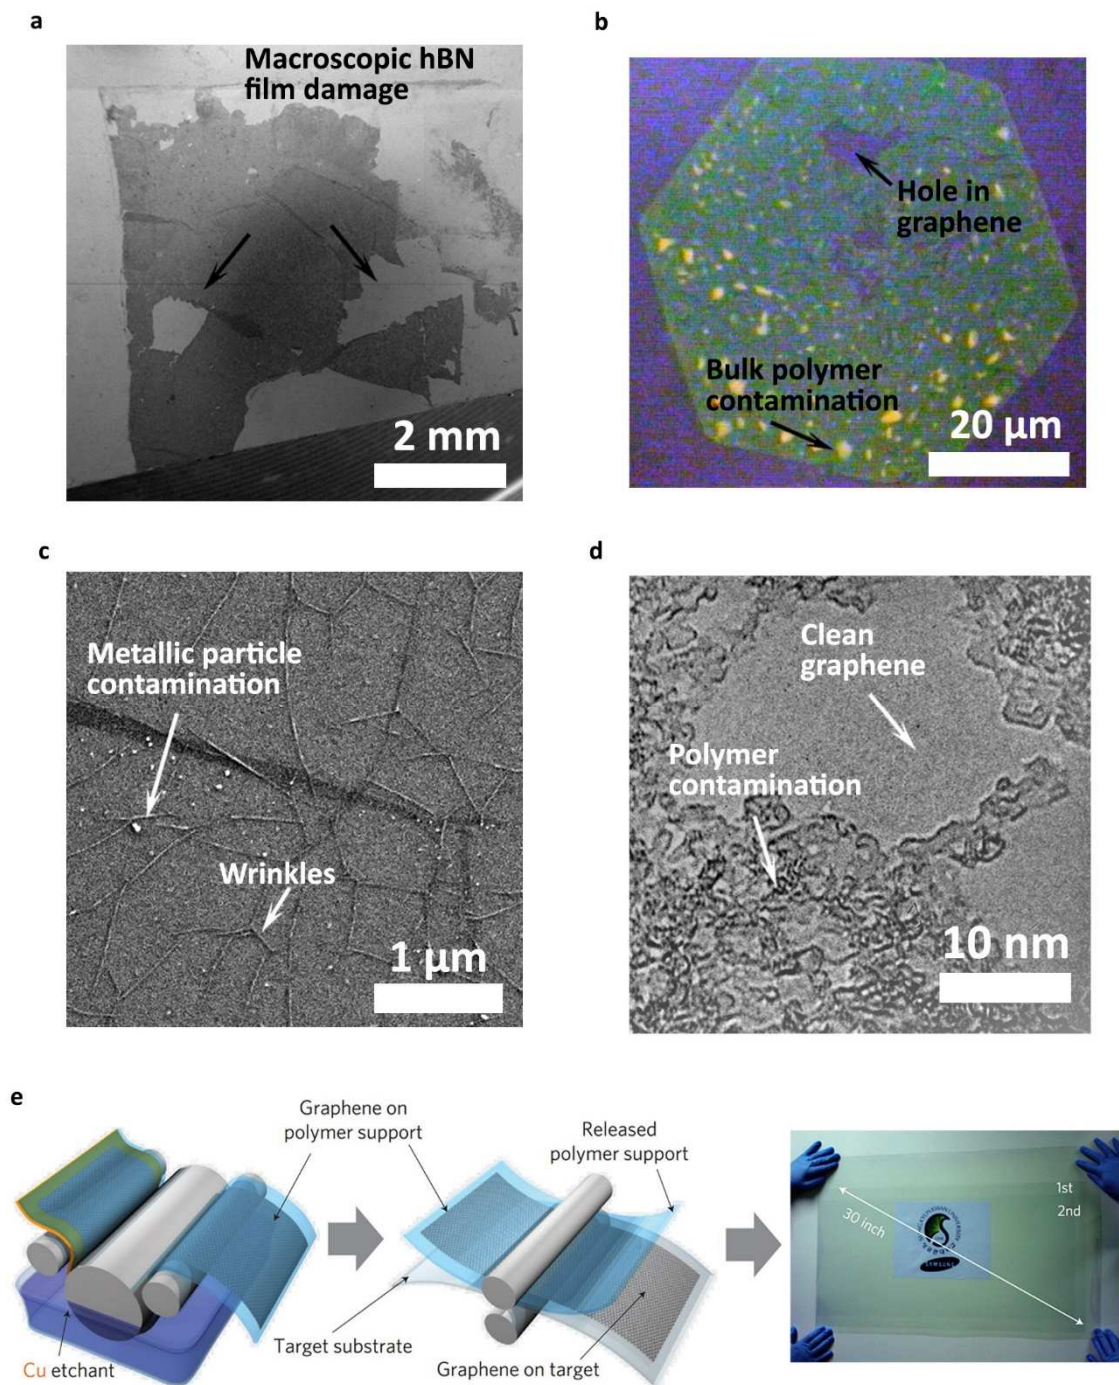 a
Macroscopic hBN
film damage
2 mm
b
Hole in
graphene
Bulk polymer
contamination
20 μm
c
Metallic particle
contamination
Wrinkles
1 μm
d
Clean
graphene
Polymer
contamination
10 nm
e
Graphene on
polymer support
Released
polymer support
Cu etchant
Target substrate
Graphene on target
1st
2nd
30 inch